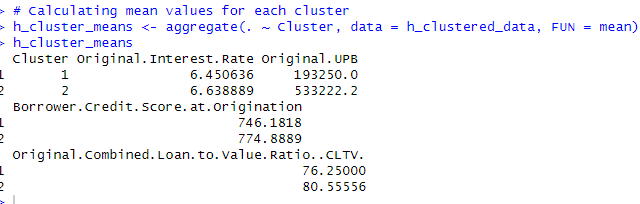 > # Calculating mean values for each cluster
> h_cluster_means <- aggregate(. ~ Cluster, data = h_clustered_data, FUN = mean)
> h_cluster_means
  Cluster Original.Interest.Rate Original.UPB
1       1               6.450636     193250.0
2       2               6.638889     533222.2
  Borrower.Credit.Score.at.Origination
1                             746.1818
2                             774.8889
  Original.Combined.Loan.to.Value.Ratio..CLTV.
1                                     76.25000
2                                     80.55556
>